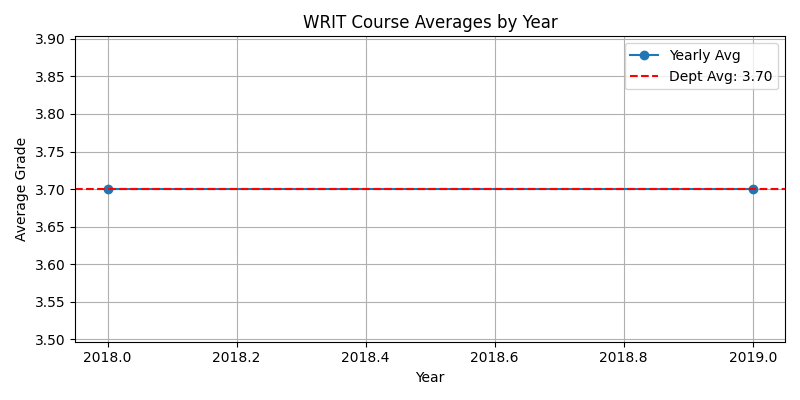 WRIT Course Averages by Year
3.90
3.85
3.80
3.75
3.70
3.65
3.60
3.55
3.50
Average Grade
Yearly Avg
Dept Avg: 3.70
2018.0 2018.2 2018.4 2018.6 2018.8 2019.0
Year